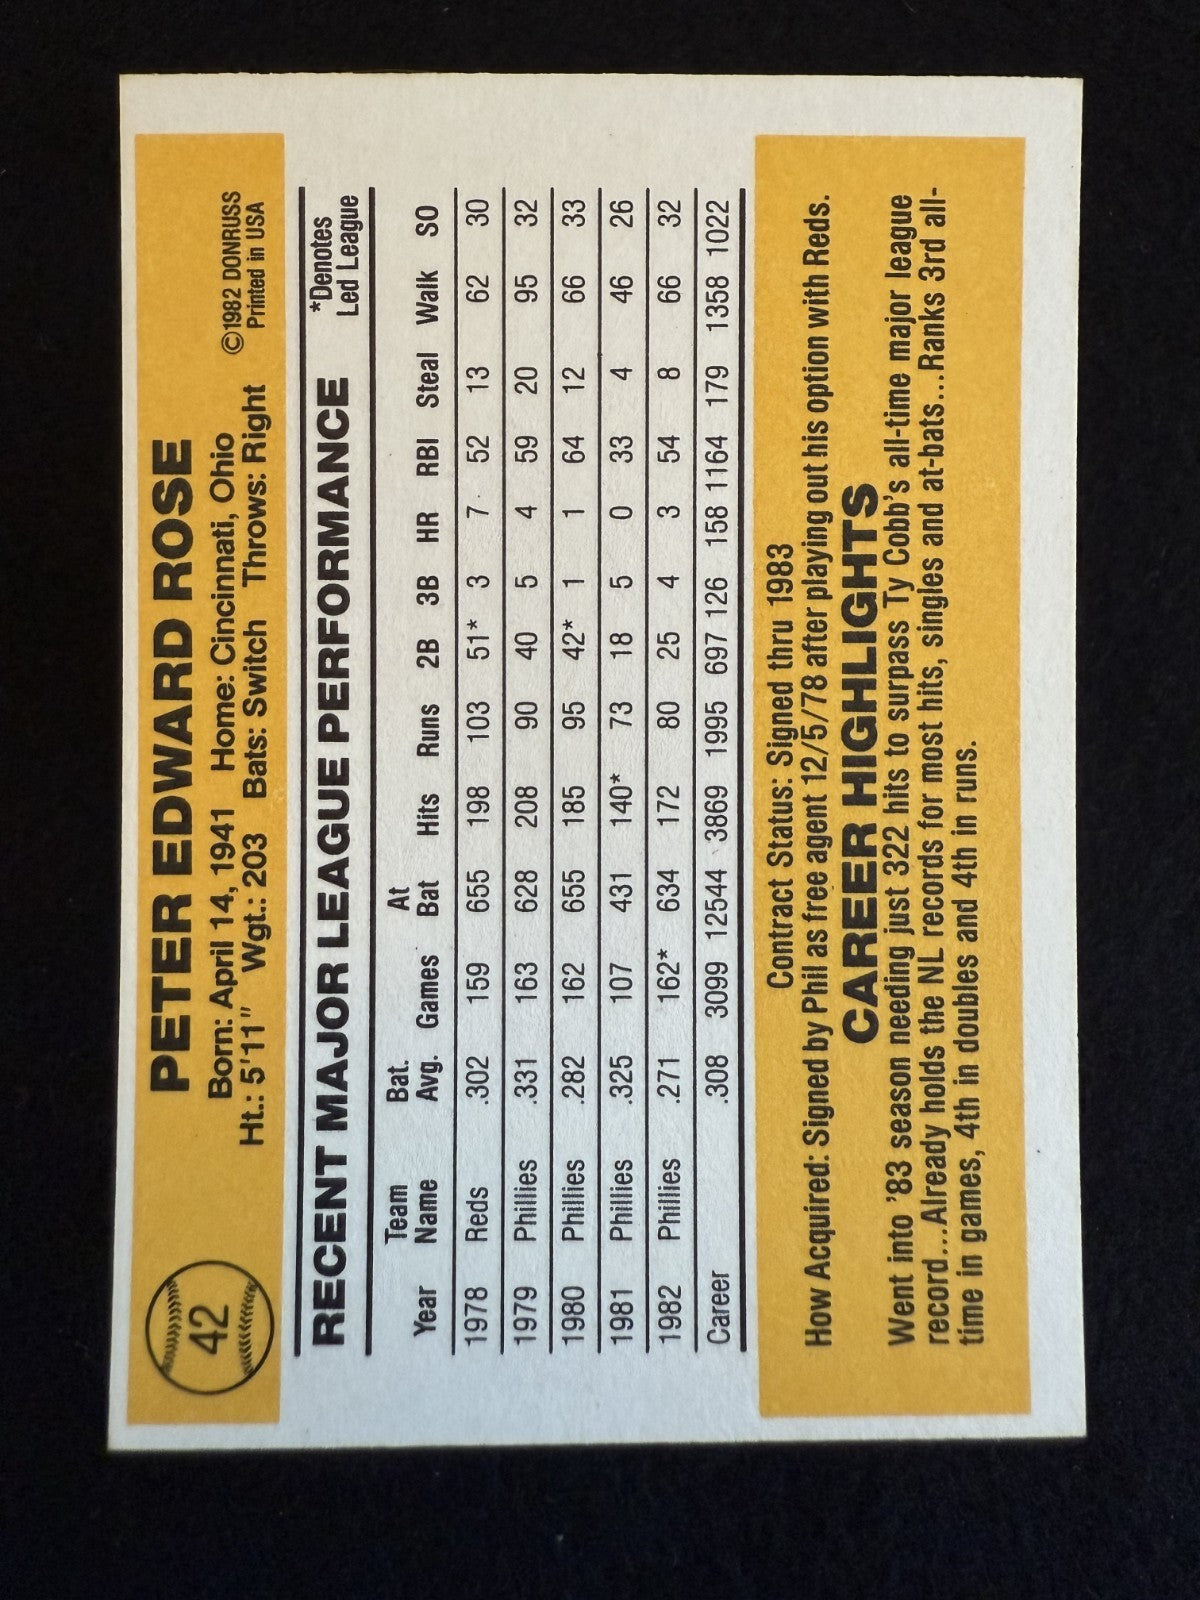 42
PETER EDWARD ROSE
Born: April 14, 1941 Home: Cincinnati, Ohio
Ht.: 5'11" Wgt.: 203 Bats: Switch Throws: Right
©1982 DONRUSS
Printed in USA
RECENT MAJOR LEAGUE PERFORMANCE
*Denotes
Led League
Year Team Name Bat. Avg. Games At Bat Hits Runs 2B 3B HR RBI Steal Walk SO
1978 Reds .302 159 655 198 103 51* 3 7 52 13 62 30
1979 Phillies .331 163 628 208 90 40 5 4 59 20 95 32
1980 Phillies .282 162 655 185 95 42* 1 1 64 12 66 33
1981 Phillies .325 107 431 140* 73 18 5 0 33 4 46 26
1982 Phillies .271 162* 634 172 80 25 4 3 54 8 66 32
Career .308 3099 12544 3869 1995 697 126 158 1164 179 1358 1022
Contract Status: Signed thru 1983
How Acquired: Signed by Phil as free agent 12/5/78 after playing out his option with Reds.
CAREER HIGHLIGHTS
Went into '83 season needing just 322 hits to surpass Ty Cobb's all-time major league
record...Already holds the NL records for most hits, singles and at-bats...Ranks 3rd all-
time in games, 4th in doubles and 4th in runs.